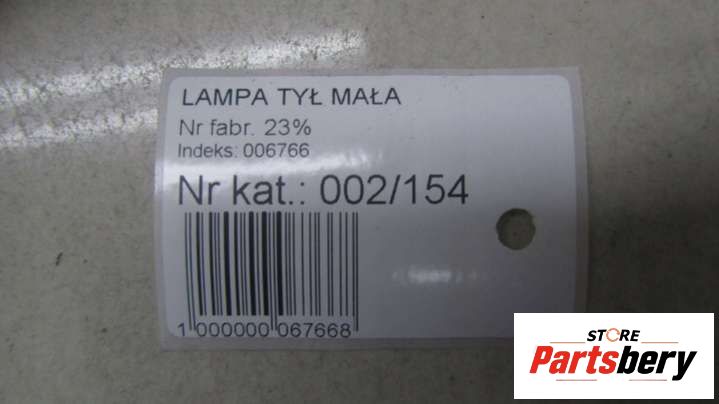 LAMPA TYŁ MAŁA
Nr fabr. 23%
Indeks: 006766
Nr kat.: 002/154
1 000000 067668
STORE
Partsbery